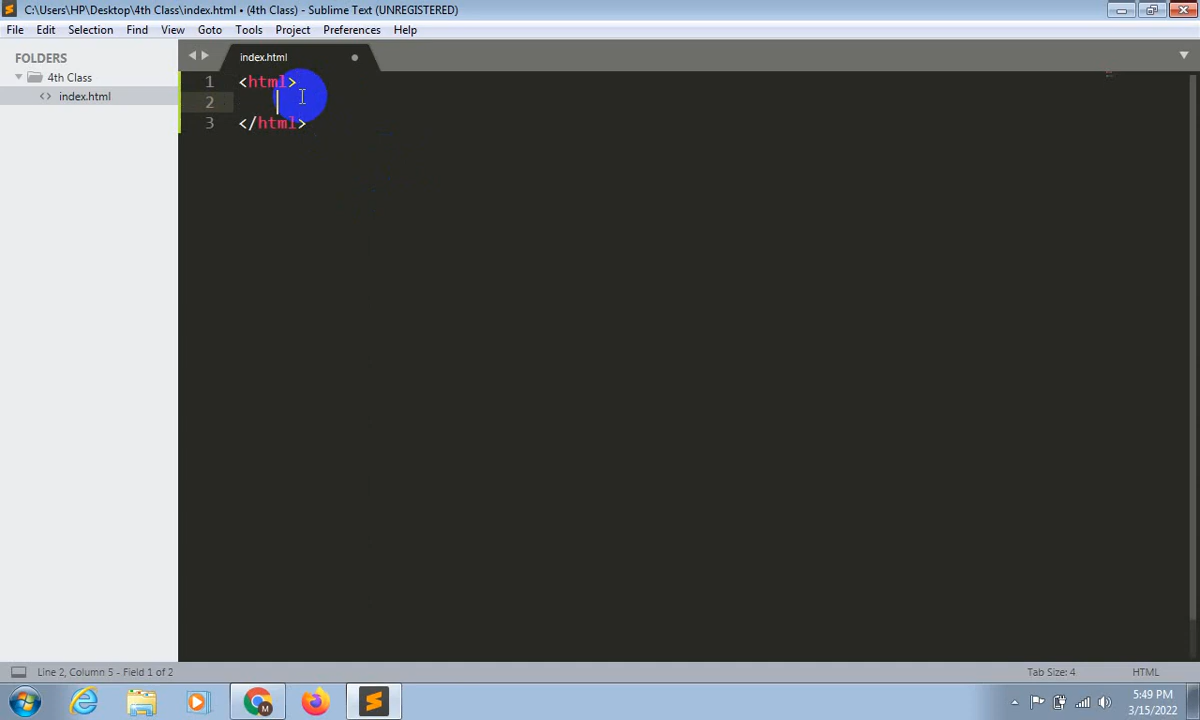 C:\Users\HP\Desktop\4th Class\index.html • (4th Class) - Sublime Text (UNREGISTERED)
File Edit Selection Find View Goto Tools Project Preferences Help
FOLDERS
4th Class
index.html
index.html
1 <html>
2
3 </html>
Line 2, Column 5 - Field 1 of 2
Tab Size: 4
HTML
5:49 PM
3/15/2022